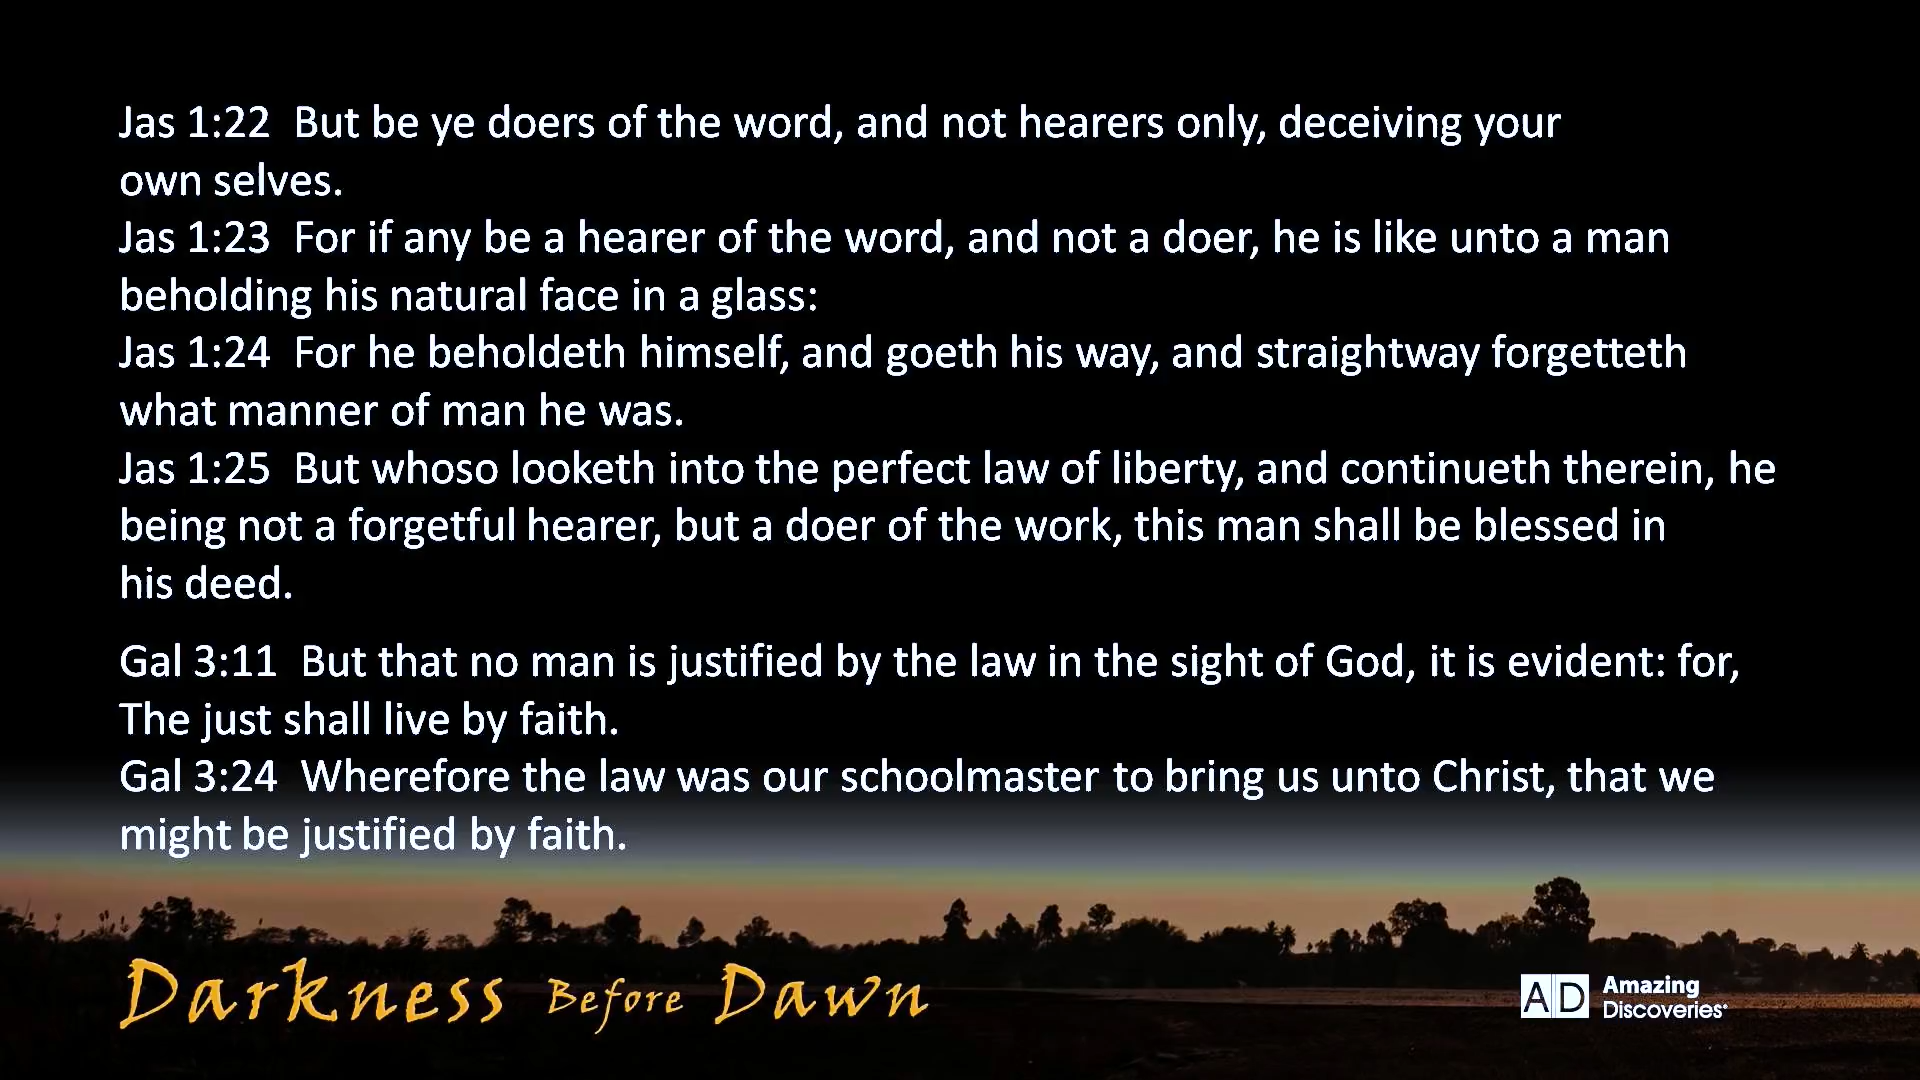 Jas 1:22  But be ye doers of the word, and not hearers only, deceiving your
own selves.
Jas 1:23  For if any be a hearer of the word, and not a doer, he is like unto a man
beholding his natural face in a glass:
Jas 1:24  For he beholdeth himself, and goeth his way, and straightway forgetteth
what manner of man he was.
Jas 1:25  But whoso looketh into the perfect law of liberty, and continueth therein, he
being not a forgetful hearer, but a doer of the work, this man shall be blessed in
his deed.
Gal 3:11  But that no man is justified by the law in the sight of God, it is evident: for,
The just shall live by faith.
Gal 3:24  Wherefore the law was our schoolmaster to bring us unto Christ, that we
might be justified by faith.
Darkness Before Dawn
AD Amazing
Discoveries